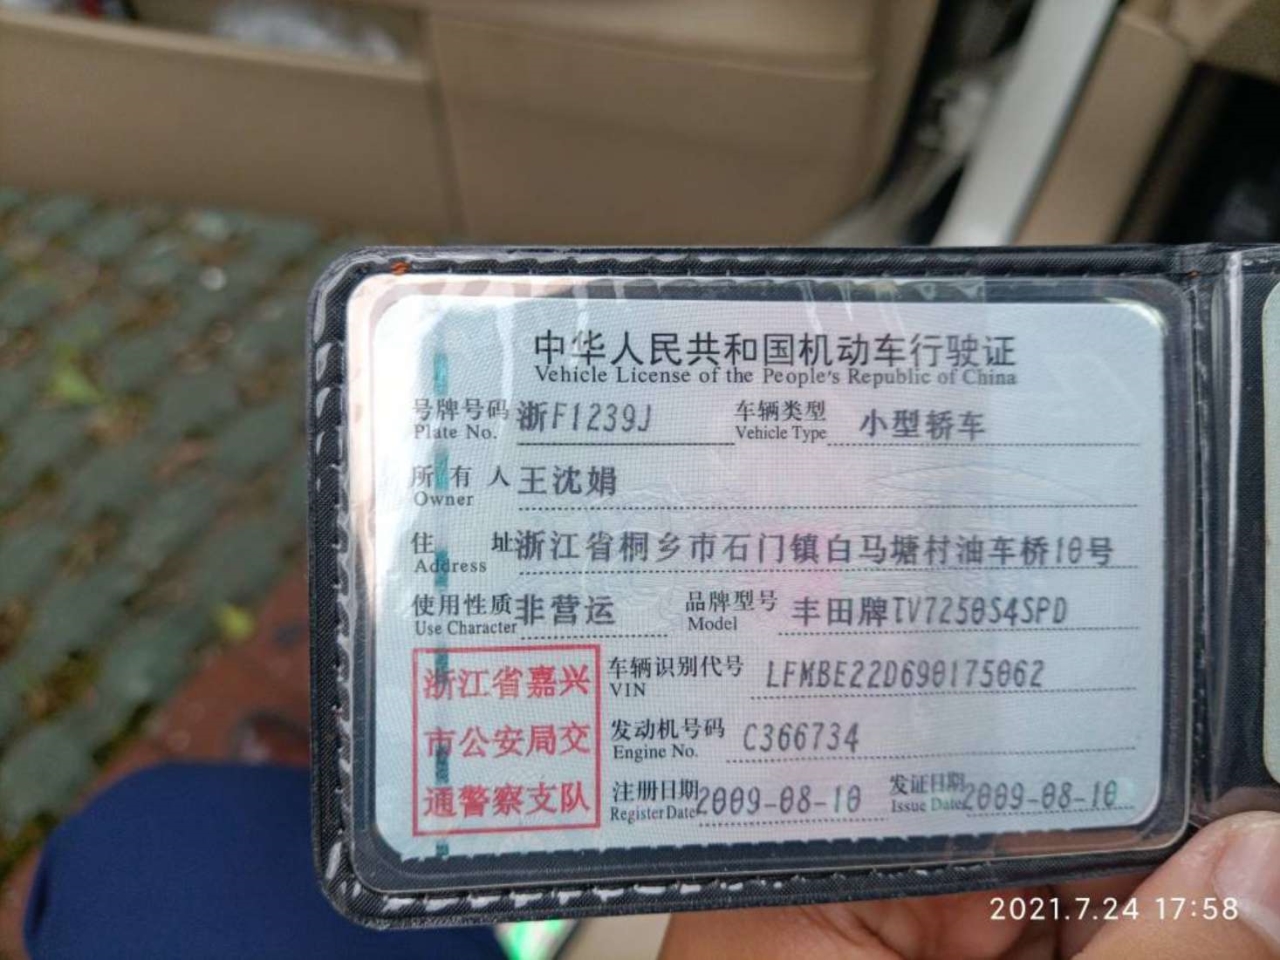 中华人民共和国机动车行驶证
Vehicle License of the People's Republic of China
号牌号码 浙F1239J 车辆类型 小型轿车
Plate No. Vehicle Type
所有人 王沈娟
Owner
住址 浙江省桐乡市石门镇白马塘村油车桥10号
Address
使用性质 非营运 品牌型号 丰田牌TV7250S4SPD
Use Character Model
浙江省嘉兴
市公安局交
通警察支队
车辆识别代号 LFMBE22D690175062
VIN
发动机号码 C366734
Engine No.
注册日期 2009-08-10 发证日期 2009-08-10
Register Date Issue Date
2021.7.24 17:58